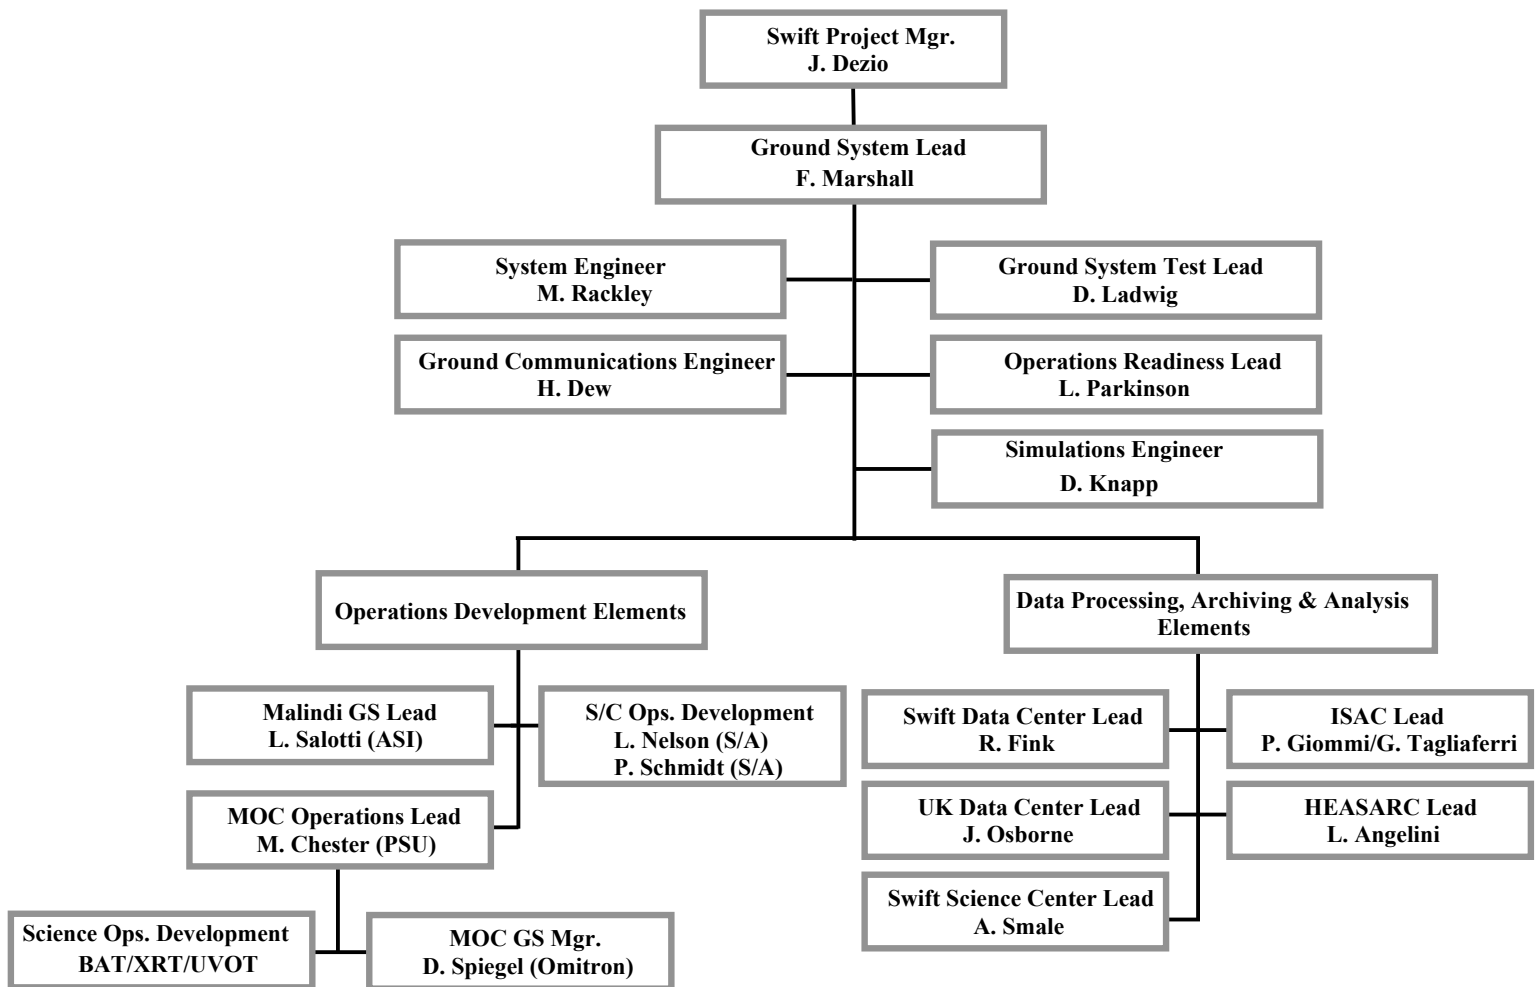 Swift Project Mgr.
J. Dezio
Ground System Lead
F. Marshall
System Engineer
M. Rackley
Ground System Test Lead
D. Ladwig
Ground Communications Engineer
H. Dew
Operations Readiness Lead
L. Parkinson
Simulations Engineer
D. Knapp
Operations Development Elements
Data Processing, Archiving & Analysis
Elements
Malindi GS Lead
L. Salotti (ASI)
S/C Ops. Development
L. Nelson (S/A)
P. Schmidt (S/A)
Swift Data Center Lead
R. Fink
ISAC Lead
P. Giommi/G. Tagliaferri
MOC Operations Lead
M. Chester (PSU)
UK Data Center Lead
J. Osborne
HEASARC Lead
L. Angelini
Swift Science Center Lead
A. Smale
Science Ops. Development
BAT/XRT/UVOT
MOC GS Mgr.
D. Spiegel (Omitron)